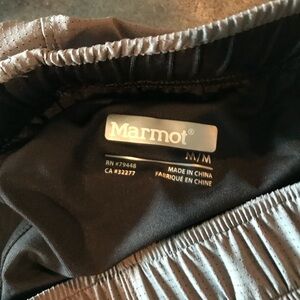 Marmot®
M/M
RN #79448
MADE IN CHINA
CA #32277
FABRIQUÉ EN CHINE